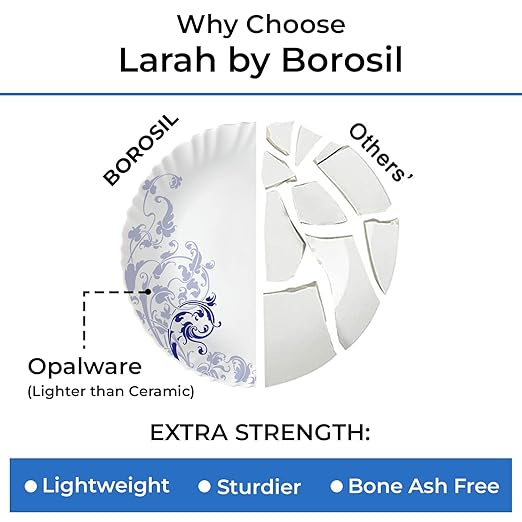 Why Choose
Larah by Borosil
BOROSIL
Others’
Opalware
(Lighter than Ceramic)
EXTRA STRENGTH:
● Lightweight ● Sturdier ● Bone Ash Free